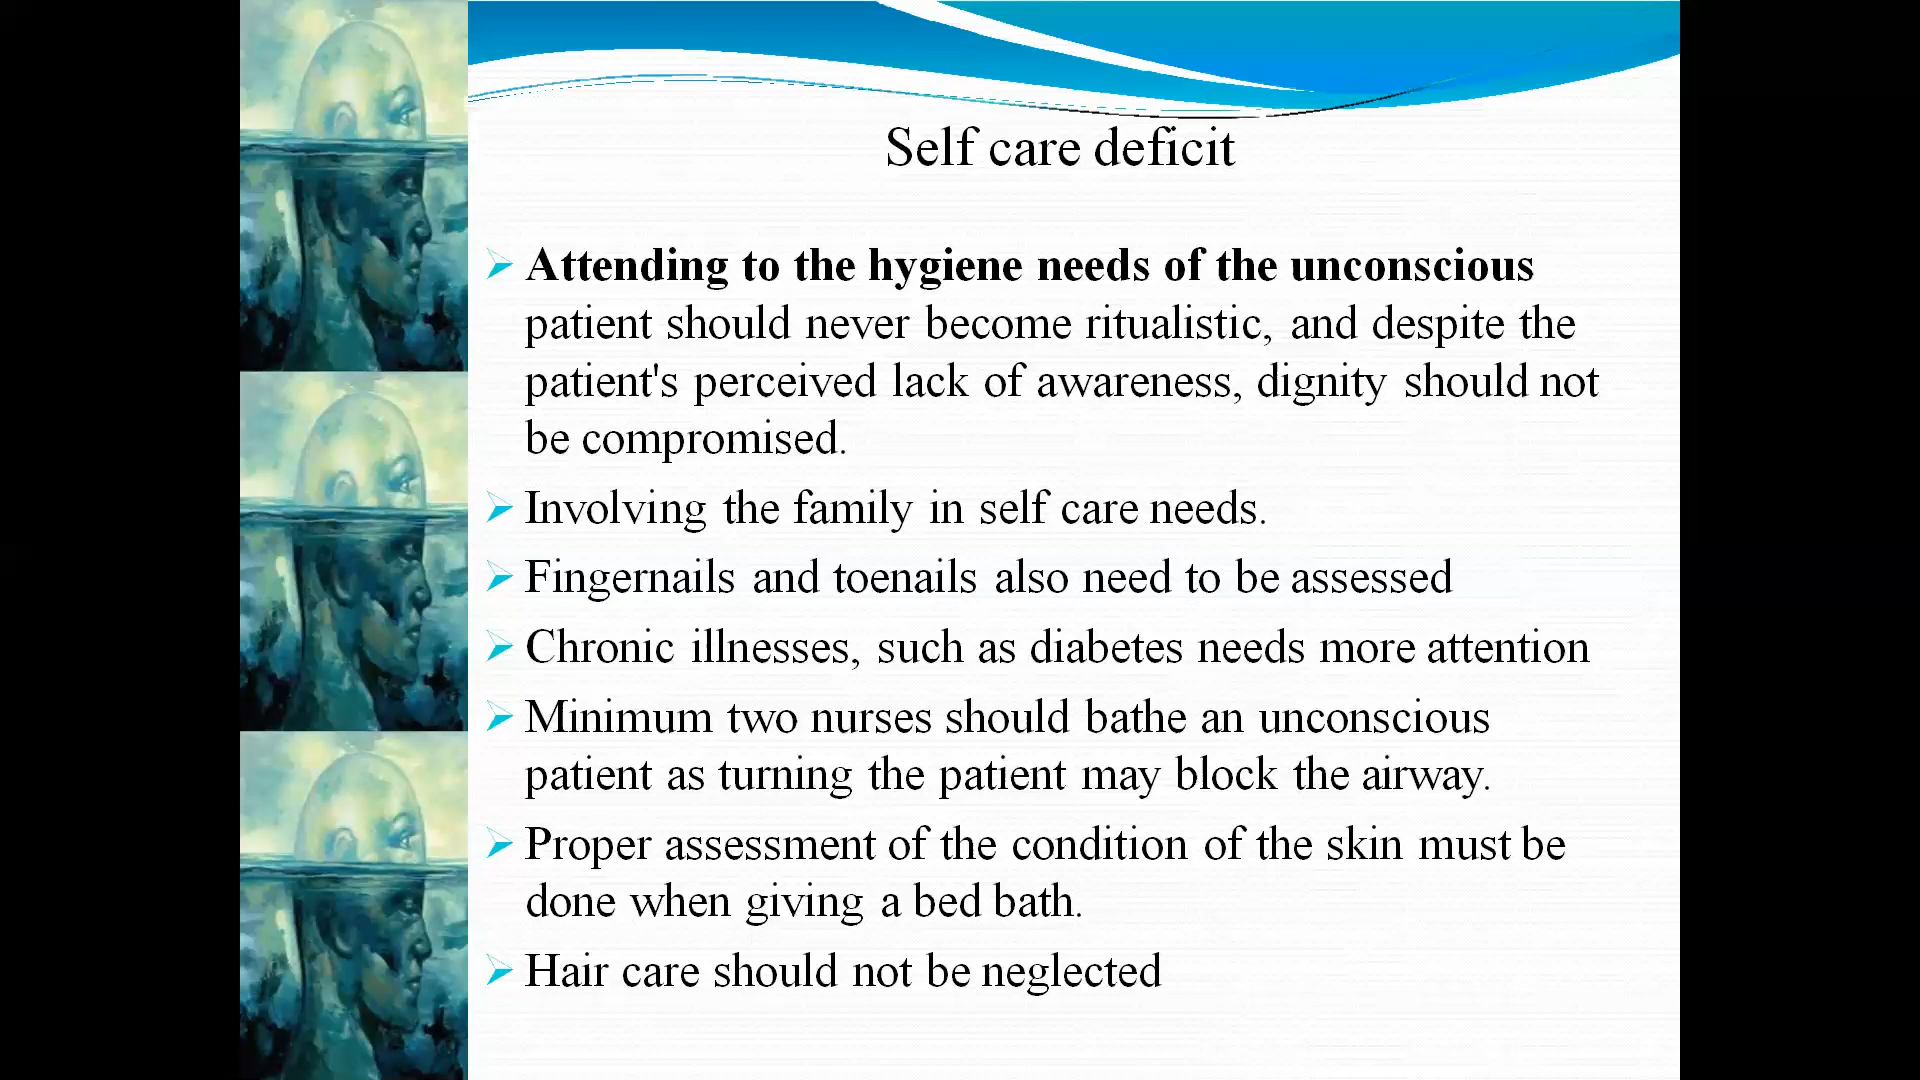 Self care deficit
Attending to the hygiene needs of the unconscious
patient should never become ritualistic, and despite the
patient's perceived lack of awareness, dignity should not
be compromised.
Involving the family in self care needs.
Fingernails and toenails also need to be assessed
Chronic illnesses, such as diabetes needs more attention
Minimum two nurses should bathe an unconscious
patient as turning the patient may block the airway.
Proper assessment of the condition of the skin must be
done when giving a bed bath.
Hair care should not be neglected